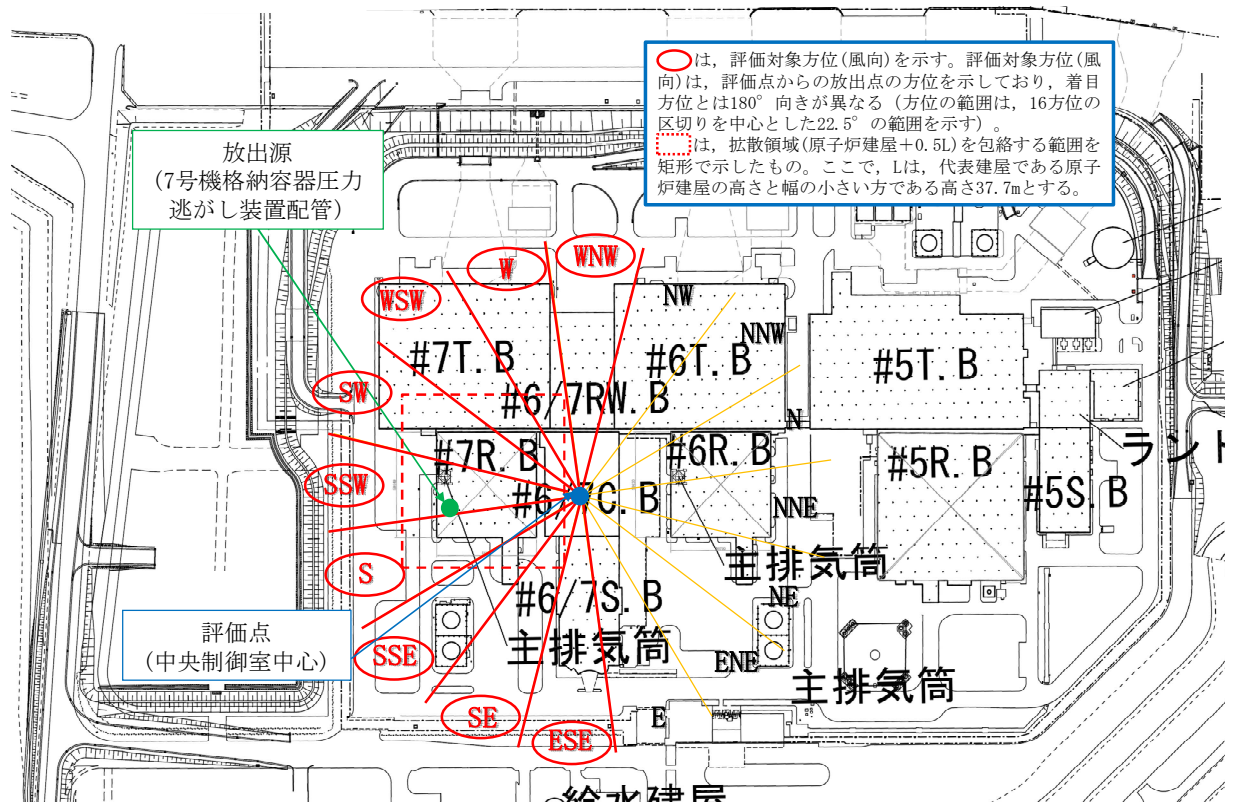 は，評価対象方位(風向)を示す。評価対象方位(風
向)は，評価点からの放出点の方位を示しており，着目
方位とは180°向きが異なる（方位の範囲は，16方位の
区切りを中心とした22.5°の範囲を示す）。
は，拡散領域(原子炉建屋＋0.5L)を包絡する範囲を
矩形で示したもの。ここで，Lは，代表建屋である原子
炉建屋の高さと幅の小さい方である高さ37.7mとする。
放出源
(7号機格納容器圧力
逃がし装置配管)
W
WNW
WSW
NW
NNW
#7T.B
#6T.B
#5T.B
SW
#6/7RW.B
N
ランド
#7R.B
#6R.B
#5R.B
SSW
#6/7C.B
NNE
#5S.B
S
主排気筒
#6/7S.B
NE
評価点
(中央制御室中心)
主排気筒
SSE
ENE
主排気筒
SE
E
ESE
給水建屋